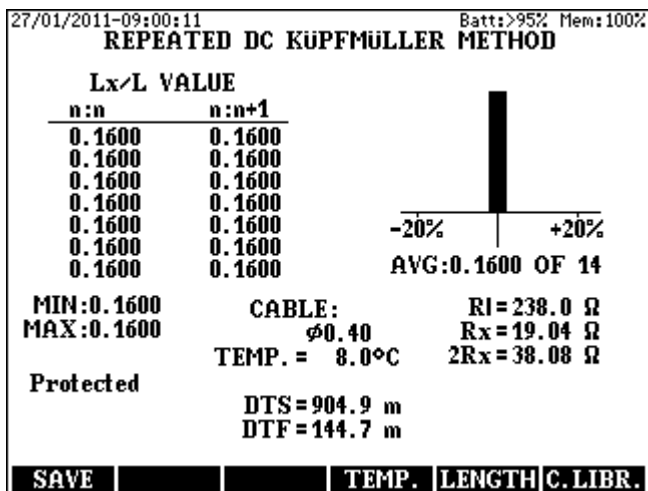 27/01/2011-09:00:11 Batt:>95% Mem:100%
REPEATED DC KüPFMüLLER METHOD
Lx/L VALUE
n:n n:n+1
0.1600 0.1600
0.1600 0.1600
0.1600 0.1600
0.1600 0.1600
0.1600 0.1600
0.1600 0.1600
0.1600 0.1600
-20% +20%
AVG:0.1600 OF 14
MIN:0.1600
MAX:0.1600
CABLE:
ø0.40
TEMP.= 8.0ºC
Rl=238.0 Ω
Rx=19.04 Ω
2Rx=38.08 Ω
Protected
DTS=904.9 m
DTF=144.7 m
SAVE TEMP. LENGTH C.LIBR.